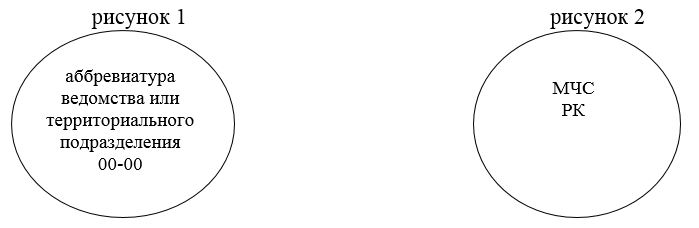 рисунок 1
аббревиатура
ведомства или
территориального
подразделения
00-00
рисунок 2
МЧС
РК